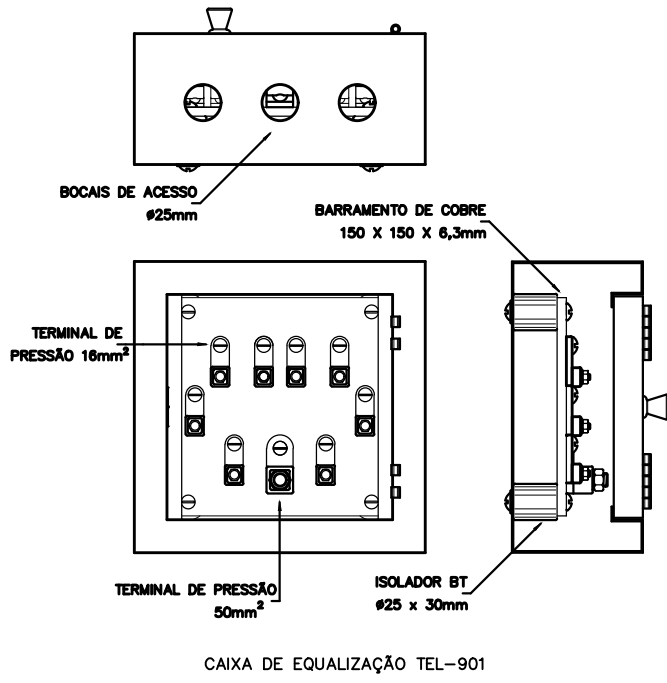 BOCAIS DE ACESSO
ø25mm
BARRAMENTO DE COBRE
150 X 150 X 6,3mm
TERMINAL DE
PRESSÃO 16mm²
TERMINAL DE PRESSÃO
50mm²
ISOLADOR BT
ø25 x 30mm
CAIXA DE EQUALIZAÇÃO TEL-901